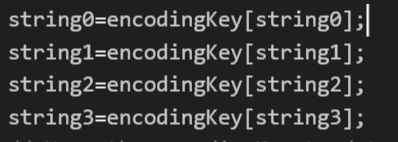 string0=encodingKey[string0];
string1=encodingKey[string1];
string2=encodingKey[string2];
string3=encodingKey[string3];